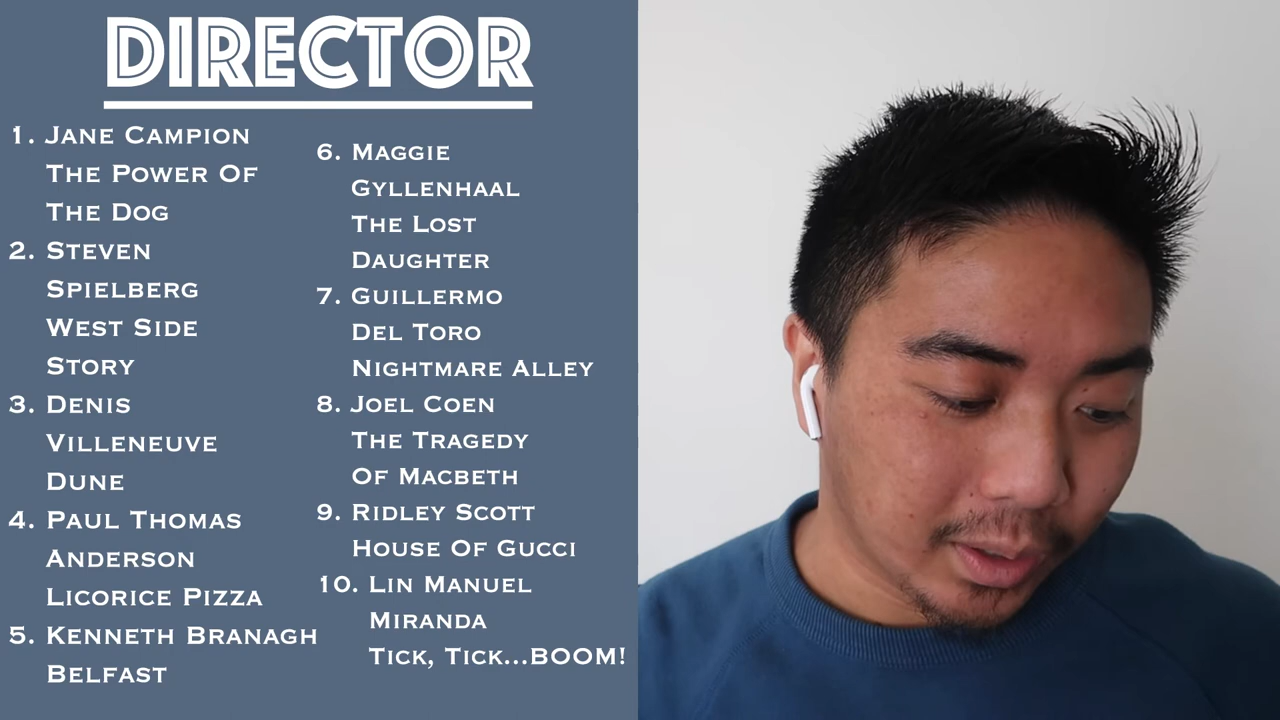 DIRECTOR
1. JANE CAMPION
THE POWER OF
THE DOG
2. STEVEN
SPIELBERG
WEST SIDE
STORY
3. DENIS
VILLENEUVE
DUNE
4. PAUL THOMAS
ANDERSON
LICORICE PIZZA
5. KENNETH BRANAGH
BELFAST
6. MAGGIE
GYLLENHAAL
THE LOST
DAUGHTER
7. GUILLERMO
DEL TORO
NIGHTMARE ALLEY
8. JOEL COEN
THE TRAGEDY
OF MACBETH
9. RIDLEY SCOTT
HOUSE OF GUCCI
10. LIN MANUEL
MIRANDA
TICK, TICK...BOOM!